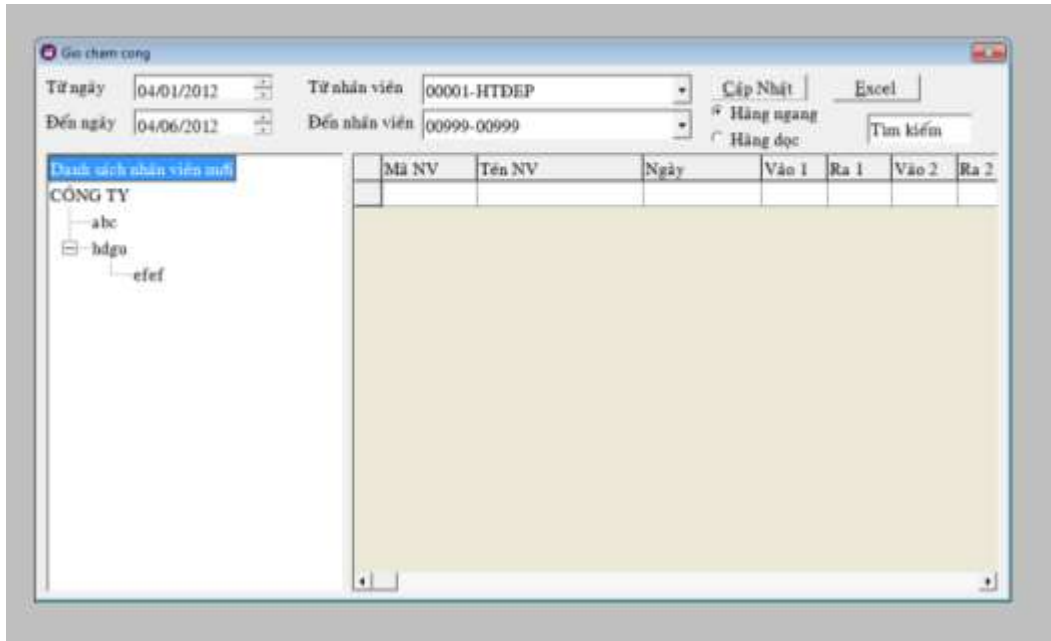 Gio cham cong
Từ ngày 04/01/2012 Từ nhân viên 00001-HTDEP Cập Nhật Excel
Đến ngày 04/06/2012 Đến nhân viên 00999-00999 Hàng ngang
Hàng dọc Tìm kiếm
Danh sách nhân viên mới Mã NV Tên NV Ngày Vào 1 Ra 1 Vào 2 Ra 2
CÔNG TY
abc
hdgu
efef